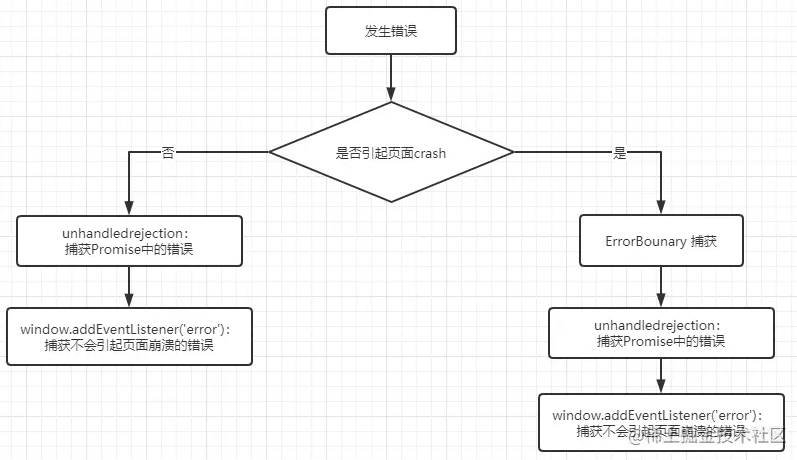 发生错误
是否引起页面crash
否
是
unhandledrejection：
捕获Promise中的错误
window.addEventListener('error')：
捕获不会引起页面崩溃的错误
ErrorBounary 捕获
unhandledrejection：
捕获Promise中的错误
window.addEventListener('error')：
捕获不会引起页面崩溃的错误
@稀土掘金技术社区